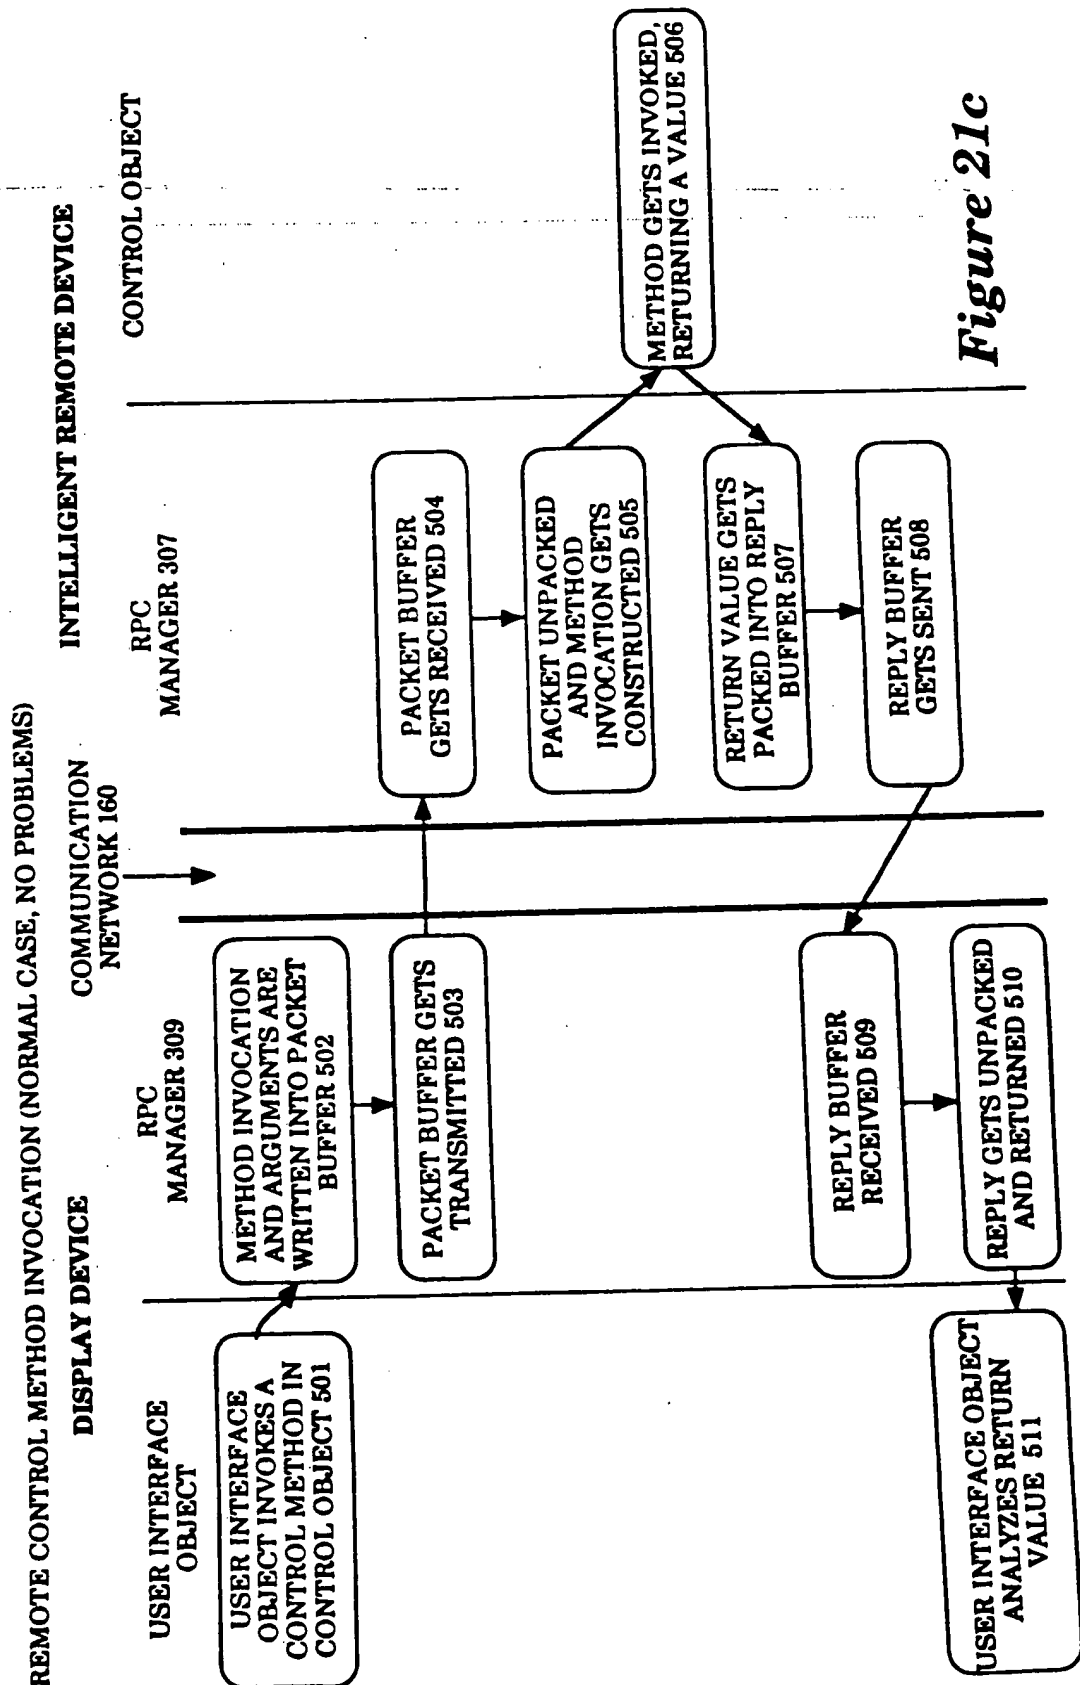 REMOTE CONTROL METHOD INVOCATION (NORMAL CASE, NO PROBLEMS)
DISPLAY DEVICE
COMMUNICATION
NETWORK 160
INTELLIGENT REMOTE DEVICE
USER INTERFACE
OBJECT
RPC
MANAGER 309
RPC
MANAGER 307
CONTROL OBJECT
USER INTERFACE
OBJECT INVOKES A
CONTROL METHOD IN
CONTROL OBJECT 501
METHOD INVOCATION
AND ARGUMENTS ARE
WRITTEN INTO PACKET
BUFFER 502
PACKET BUFFER GETS
TRANSMITTED 503
PACKET BUFFER
GETS RECEIVED 504
PACKET UNPACKED
AND METHOD
INVOCATION GETS
CONSTRUCTED 505
METHOD GETS INVOKED,
RETURNING A VALUE 506
RETURN VALUE GETS
PACKED INTO REPLY
BUFFER 507
REPLY BUFFER
GETS SENT 508
REPLY BUFFER
RECEIVED 509
REPLY GETS UNPACKED
AND RETURNED 510
USER INTERFACE OBJECT
ANALYZES RETURN
VALUE 511
Figure 21c